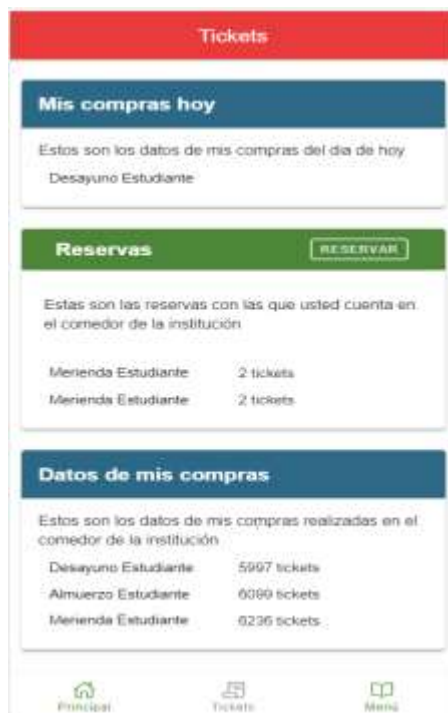 Tickets
Mis compras hoy
Estos son los datos de mis compras del dia de hoy
Desayuno Estudiante
Reservas RESERVAR
Estas son las reservas con las que usted cuenta en
el comedor de la institución
Merienda Estudiante 2 tickets
Merienda Estudiante 2 tickets
Datos de mis compras
Estos son los datos de mis compras realizadas en el
comedor de la institución
Desayuno Estudiante 5997 tickets
Almuerzo Estudiante 6099 tickets
Merienda Estudiante 6236 tickets
Principal Tickets Menú